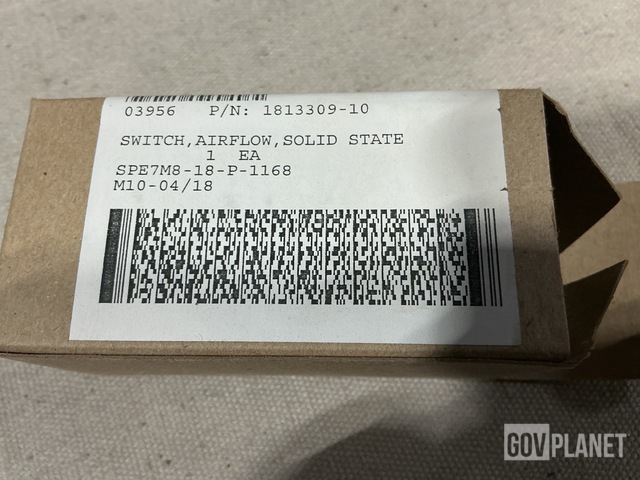 03956 P/N: 1813309-10
SWITCH,AIRFLOW,SOLID STATE
1 EA
SPE7M8-18-P-1168
M10-04/18
GOVPLANET